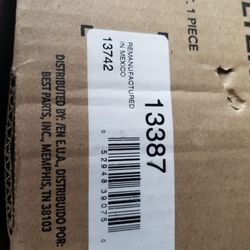 . 1 PIECE
REMANUFACTURED
IN MEXICO
13742
13387
0 52948 39075 0
DISTRIBUTED BY: /EN E.U.A., DISTRIBUIDO POR:
BEST PARTS, INC., MEMPHIS, TN 38103